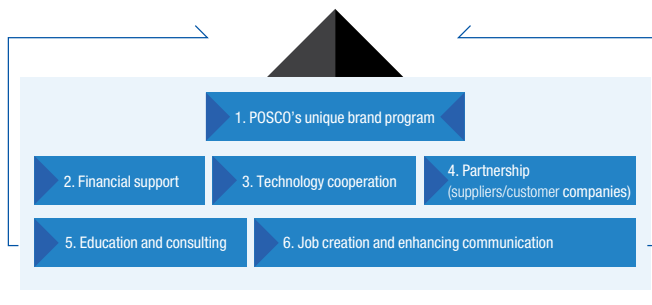 1. POSCO's unique brand program
2. Financial support
3. Technology cooperation
4. Partnership
(suppliers/customer companies)
5. Education and consulting
6. Job creation and enhancing communication